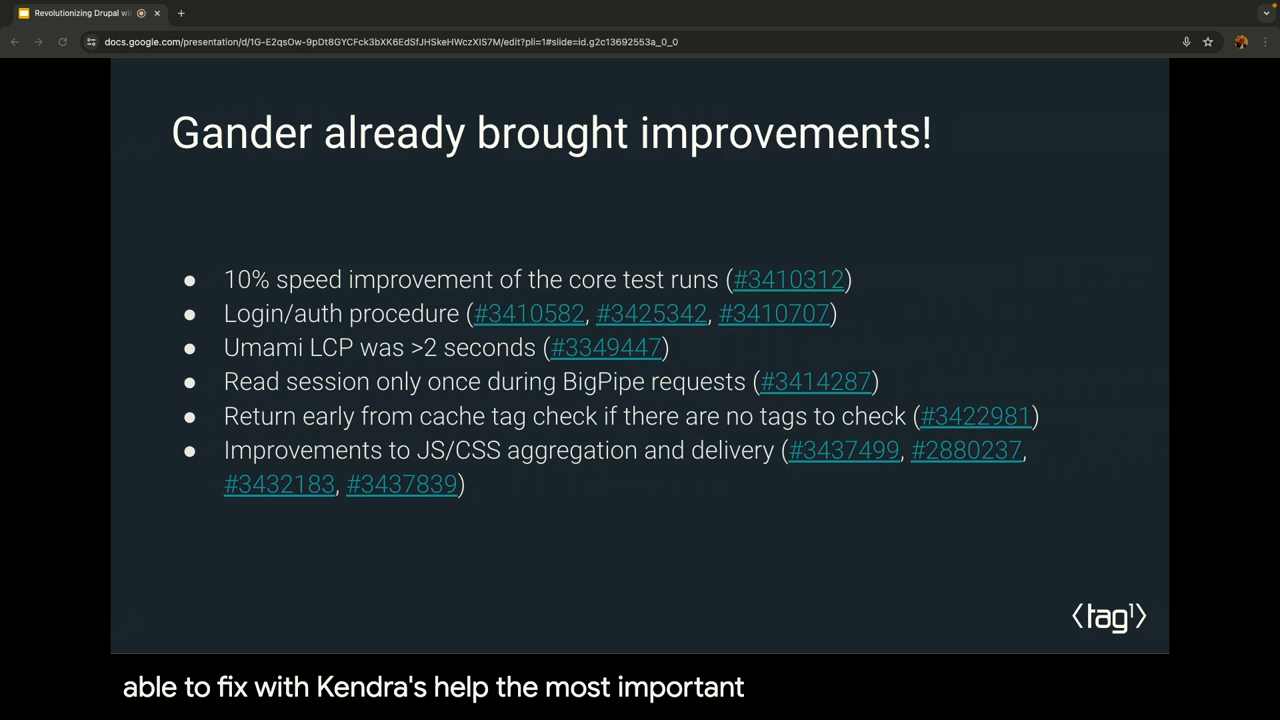 Revolutionizing Drupal wit
docs.google.com/presentation/d/1G-E2qsOw-9pDt8GYCFck3bXK6EdSfJHSkeHWczXIS7M/edit?pli=1#slide=id.g2c13692553a_0_0
Gander already brought improvements!
● 10% speed improvement of the core test runs (#3410312)
● Login/auth procedure (#3410582, #3425342, #3410707)
● Umami LCP was >2 seconds (#3349447)
● Read session only once during BigPipe requests (#3414287)
● Return early from cache tag check if there are no tags to check (#3422981)
● Improvements to JS/CSS aggregation and delivery (#3437499, #2880237,
#3432183, #3437839)
⟨tag1⟩
able to fix with Kendra's help the most important